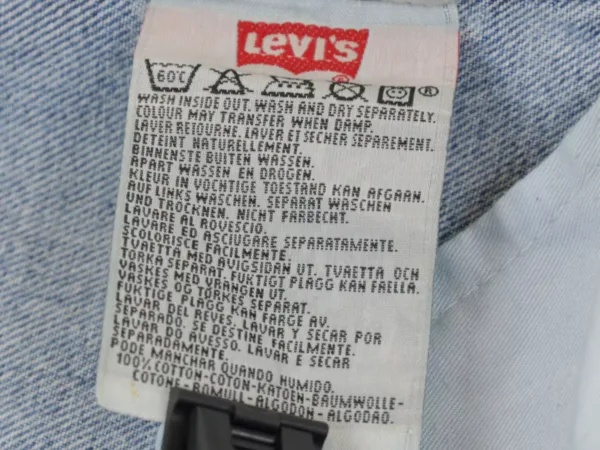 Levi's
®
60°C
®
WASH INSIDE OUT. WASH AND DRY SEPARATELY.
COLOUR MAY TRANSFER WHEN DAMP.
LAVER RETOURNE. LAVER ET SECHER SEPAREMENT.
DETEINT NATURELLEMENT.
BINNENSTE BUITEN WASSEN.
APART WASSEN EN DROGEN.
KLEUR IN VOCHTIGE TOESTAND KAN AFGAAN.
AUF LINKS WASCHEN. SEPARAT WASCHEN
UND TROCKNEN. NICHT FARBECHT.
LAVARE AL ROVESCIO.
LAVARE ED ASCIUGARE SEPARATAMENTE.
SCOLORISCE FACILMENTE.
TVAETTA MED AVIGSIDAN UT. TVAETTA OCH
TORKA SEPARAT. FUKTIGT PLAGG KAN FAELLA.
VASKES MED VRANGEN UT.
VASKES OG TORKES SEPARAT.
FUKTIGE PLAGG KAN FARGE AV.
LAVAR DEL REVES. LAVAR Y SECAR POR
SEPARADO. SE DESTINE FACILMENTE.
LAVAR DO AVESSO. LAVAR E SECAR
SEPARADAMENTE.
PODE MANCHAR QUANDO HUMIDO.
100% COTTON-COTON-KATOEN-BAUMWOLLE-
COTONE-BOMULL-ALGODON-ALGODAO.